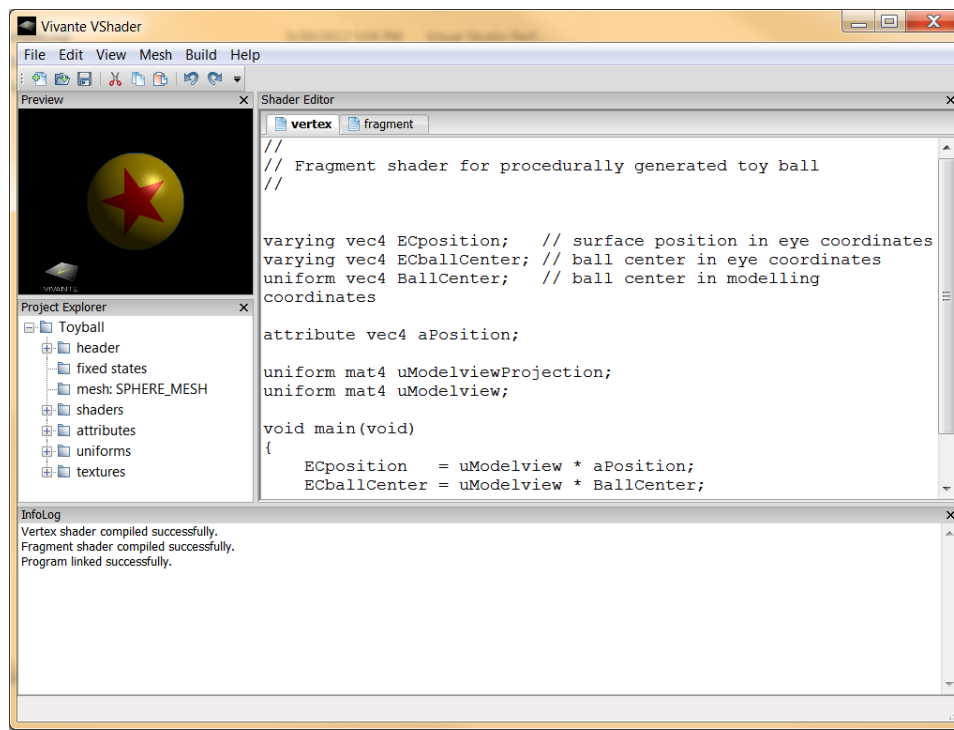 Vivante VShader
File Edit View Mesh Build Help
Preview
VIVANTE
Project Explorer
Toyball
header
fixed states
mesh: SPHERE_MESH
shaders
attributes
uniforms
textures
Shader Editor
vertex fragment
//
// Fragment shader for procedurally generated toy ball
//
varying vec4 ECposition; // surface position in eye coordinates
varying vec4 ECballCenter; // ball center in eye coordinates
uniform vec4 BallCenter; // ball center in modelling
coordinates
attribute vec4 aPosition;
uniform mat4 uModelviewProjection;
uniform mat4 uModelview;
void main(void)
{
ECposition = uModelview * aPosition;
ECballCenter = uModelview * BallCenter;
InfoLog
Vertex shader compiled successfully.
Fragment shader compiled successfully.
Program linked successfully.